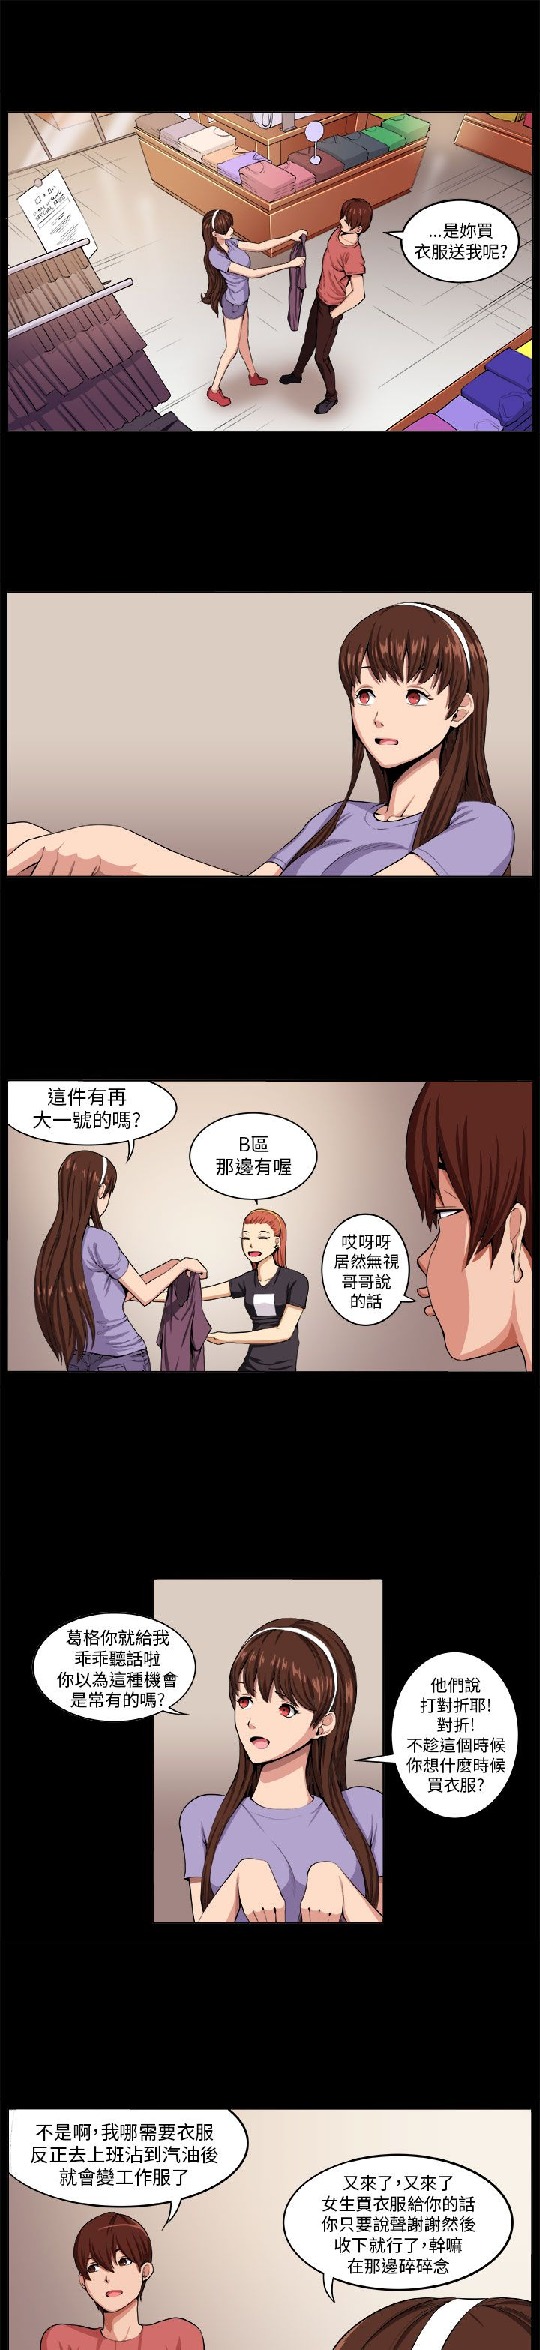 …是妳買
衣服送我呢?
這件有再
大一號的嗎?
B區
那邊有喔
哎呀呀
居然無視
哥哥說
的話
葛格你就給我
乖乖聽話啦
你以為這種機會
是常有的嗎?
他們說
打對折耶!
對折!
不趁這個時候
你想什麼時候
買衣服?
不是啊,我哪需要衣服
反正去上班沾到汽油後
就會變工作服了
又來了,又來了
女生買衣服給你的話
你只要說聲謝謝然後
收下就行了,幹嘛
在那邊碎碎念